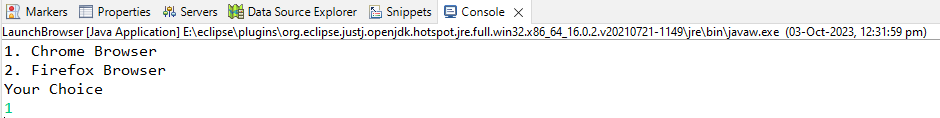 Markers Properties Servers Data Source Explorer Snippets Console
LaunchBrowser [Java Application] E:\eclipse\plugins\org.eclipse.justj.openjdk.hotspot.jre.full.win32.x86_64_16.0.2.v20210721-1149\jre\bin\javaw.exe (03-Oct-2023, 12:31:59 pm)
1. Chrome Browser
2. Firefox Browser
Your Choice
1